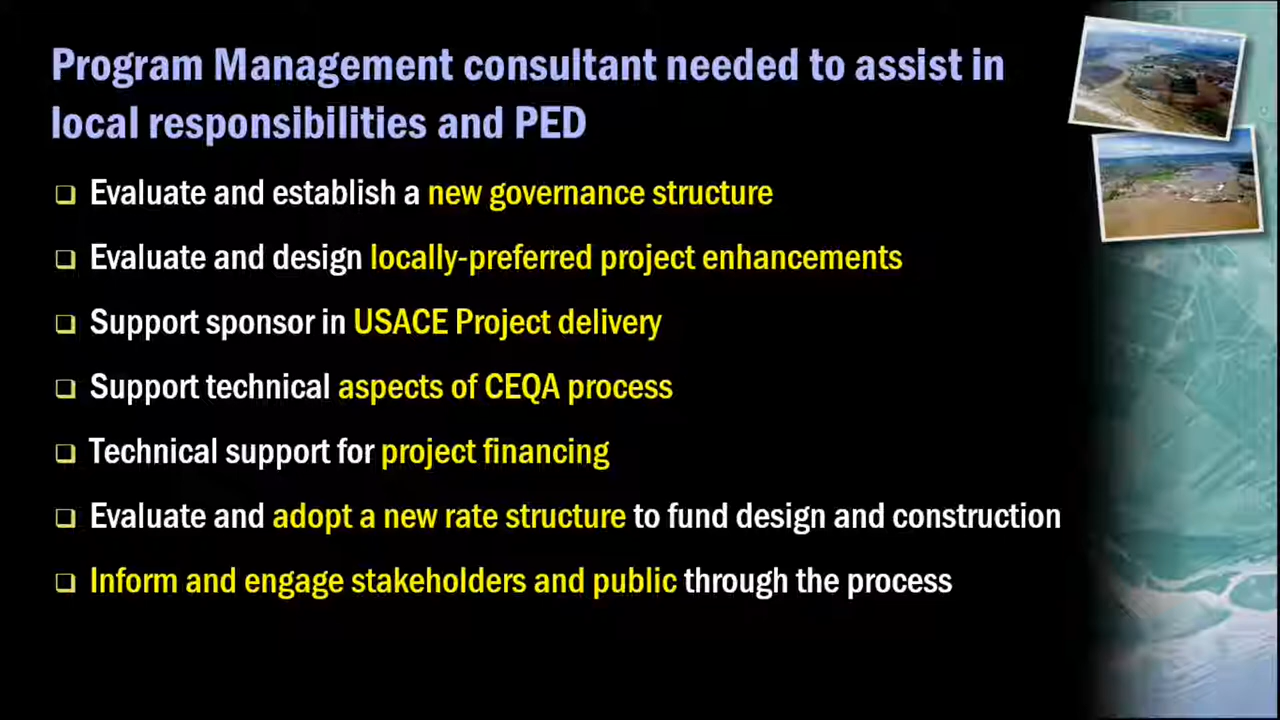 Program Management consultant needed to assist in
local responsibilities and PED
Evaluate and establish a new governance structure
Evaluate and design locally-preferred project enhancements
Support sponsor in USACE Project delivery
Support technical aspects of CEQA process
Technical support for project financing
Evaluate and adopt a new rate structure to fund design and construction
Inform and engage stakeholders and public through the process